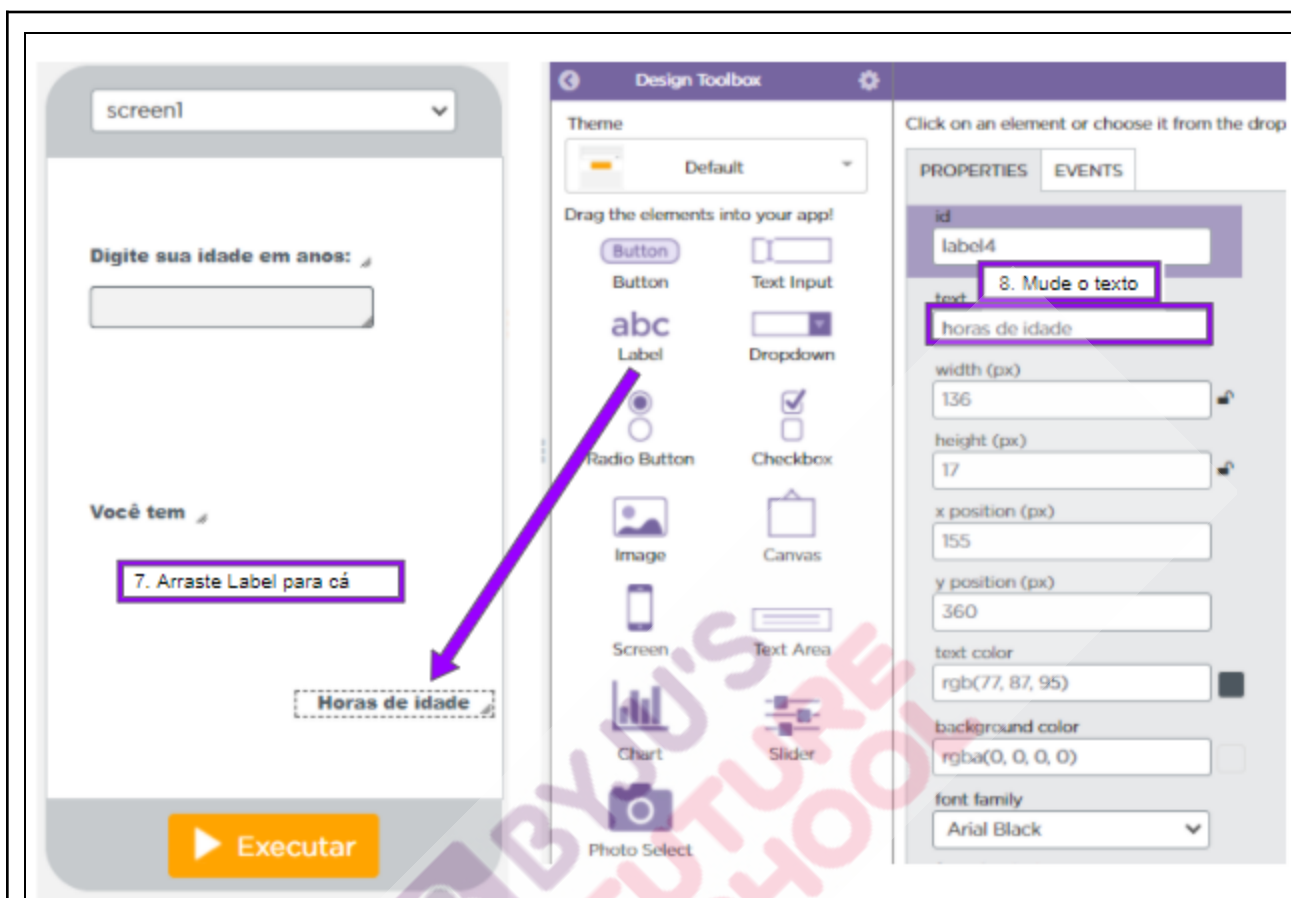 screen1
Digite sua idade em anos:
Você tem
7. Arraste Label para cá
Horas de idade
Executar
Design Toolbox
Theme
Default
Drag the elements into your app!
Button
Button
Text Input
abc
Label
Dropdown
Radio Button
Checkbox
Image
Canvas
Screen
Text Area
Chart
Slider
Photo Select
Click on an element or choose it from the drop
PROPERTIES
EVENTS
id
label4
8. Mude o texto
text
horas de idade
width (px)
136
height (px)
17
x position (px)
155
y position (px)
360
text color
rgb(77, 87, 95)
background color
rgba(0, 0, 0, 0)
font family
Arial Black
BYJU'S
FUTURE
SCHOOL